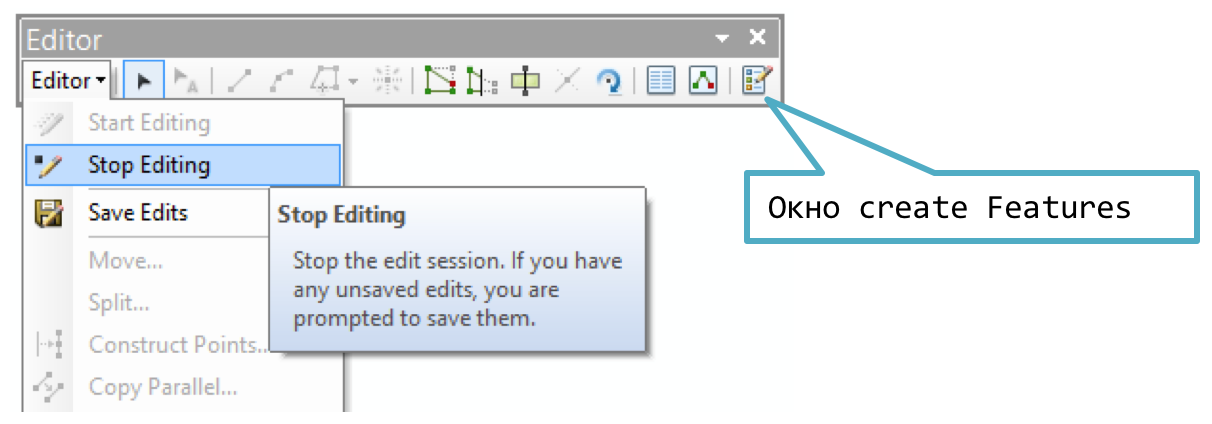 Editor
Editor
Start Editing
Stop Editing
Save Edits
Move...
Split...
Construct Points...
Copy Parallel...
Stop Editing
Stop the edit session. If you have
any unsaved edits, you are
prompted to save them.
Окно create Features